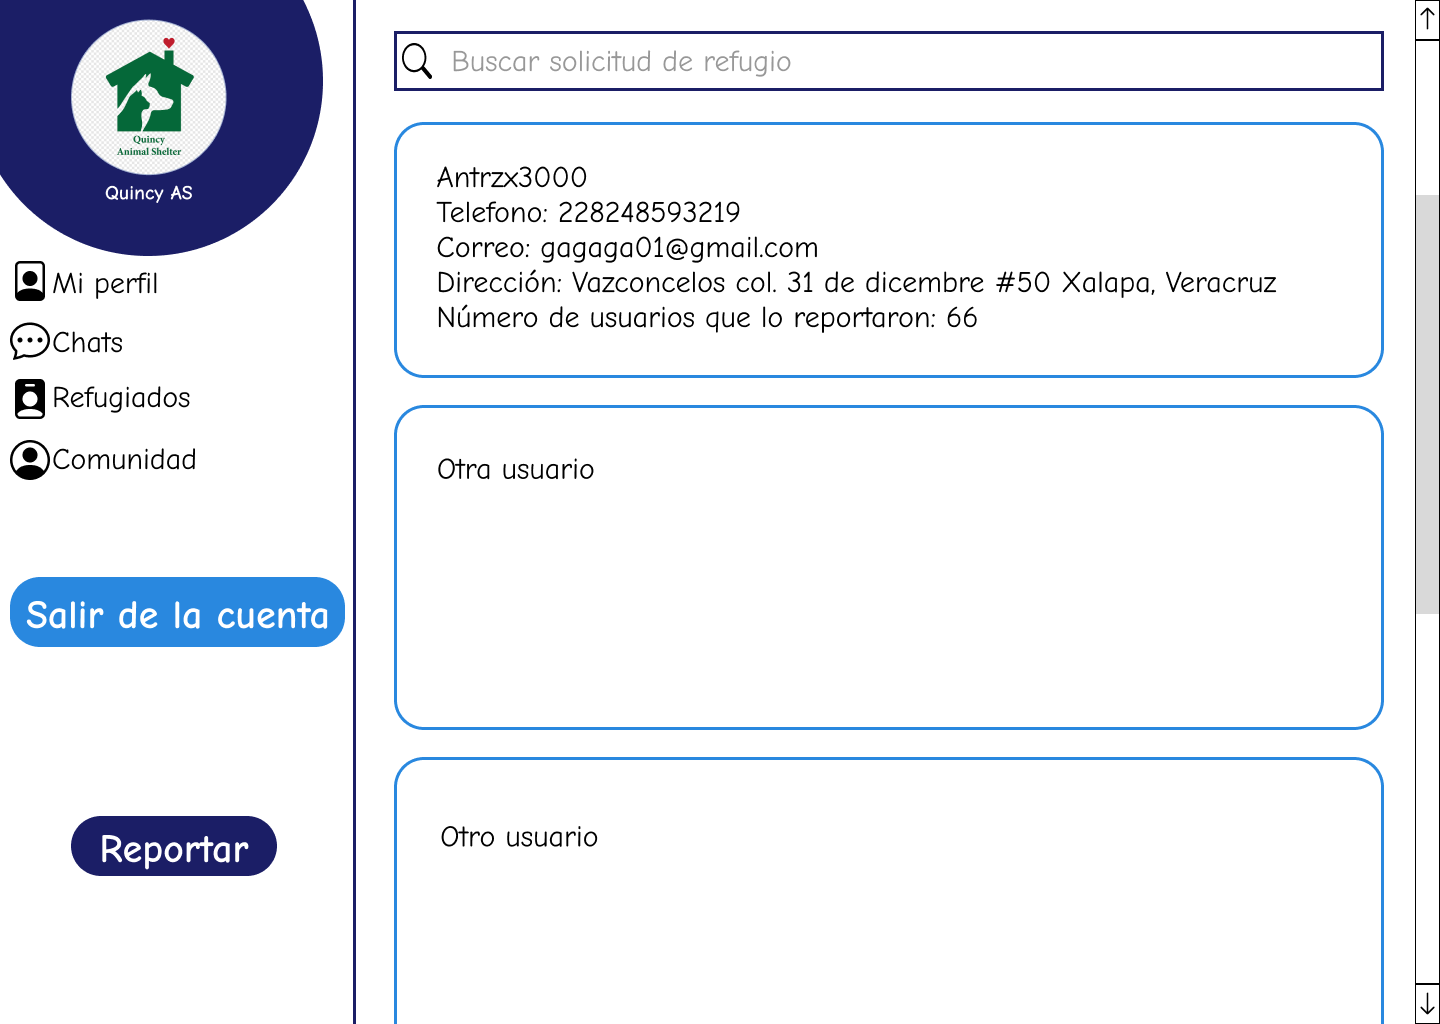 Quincy
Animal Shelter
Quincy AS
Mi perfil
Chats
Refugiados
Comunidad
Salir de la cuenta
Reportar
Buscar solicitud de refugio
Antrzx3000
Telefono: 228248593219
Correo: gagaga01@gmail.com
Dirección: Vazconcelos col. 31 de dicembre #50 Xalapa, Veracruz
Número de usuarios que lo reportaron: 66
Otra usuario
Otro usuario